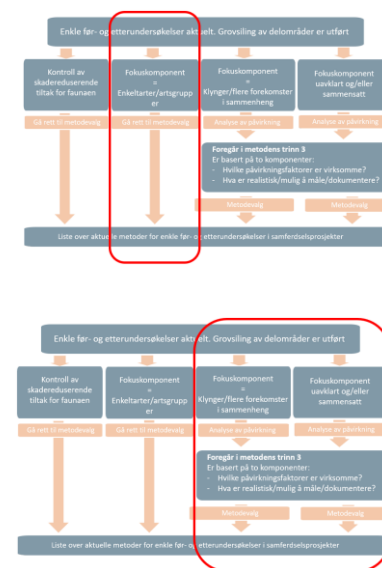 Enkle før- og etterundersøkelser aktuelt. Grovsiling av delområder er utført
Kontroll av
skadereduserende
tiltak for faunaen
Fokuskomponent
=
Enkeltarter/artsgrupp
er
Fokuskomponent
=
Klynger/flere forekomster
i sammenheng
Fokuskomponent
uavklart og/eller
sammensatt
Gå rett til metodevalg
Gå rett til metodevalg
Analyse av påvirkning
Analyse av påvirkning
Foregår i metodens trinn 3
Er basert på to komponenter:
- Hvilke påvirkningsfaktorer er virksomme?
- Hva er realistisk/mulig å måle/dokumentere?
Metodevalg
Metodevalg
Liste over aktuelle metoder for enkle før- og etterundersøkelser i samferdselsprosjekter
Enkle før- og etterundersøkelser aktuelt. Grovsiling av delområder er utført
Kontroll av
skadereduserende
tiltak for faunaen
Fokuskomponent
=
Enkeltarter/artsgrupp
er
Fokuskomponent
=
Klynger/flere forekomster
i sammenheng
Fokuskomponent
uavklart og/eller
sammensatt
Gå rett til metodevalg
Gå rett til metodevalg
Analyse av påvirkning
Analyse av påvirkning
Foregår i metodens trinn 3
Er basert på to komponenter:
- Hvilke påvirkningsfaktorer er virksomme?
- Hva er realistisk/mulig å måle/dokumentere?
Metodevalg
Metodevalg
Liste over aktuelle metoder for enkle før- og etterundersøkelser i samferdselsprosjekter